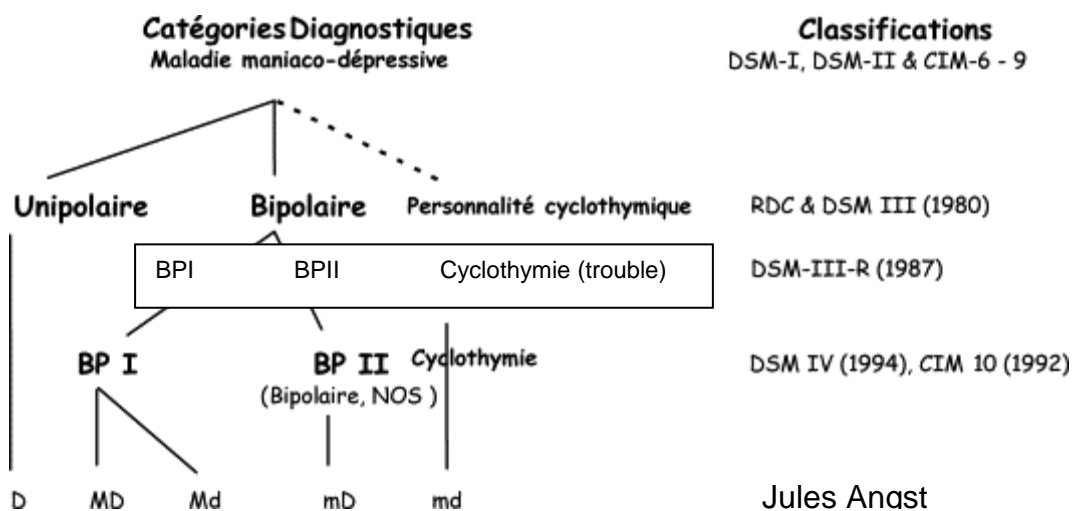 Catégories Diagnostiques Classifications
Maladie maniaco-dépressive DSM-I, DSM-II & CIM-6 - 9
Unipolaire Bipolaire Personnalité cyclothymique RDC & DSM III (1980)
BPI BPII Cyclothymie (trouble) DSM-III-R (1987)
BP I BP II Cyclothymie DSM IV (1994), CIM 10 (1992)
(Bipolaire, NOS )
D MD Md mD md Jules Angst